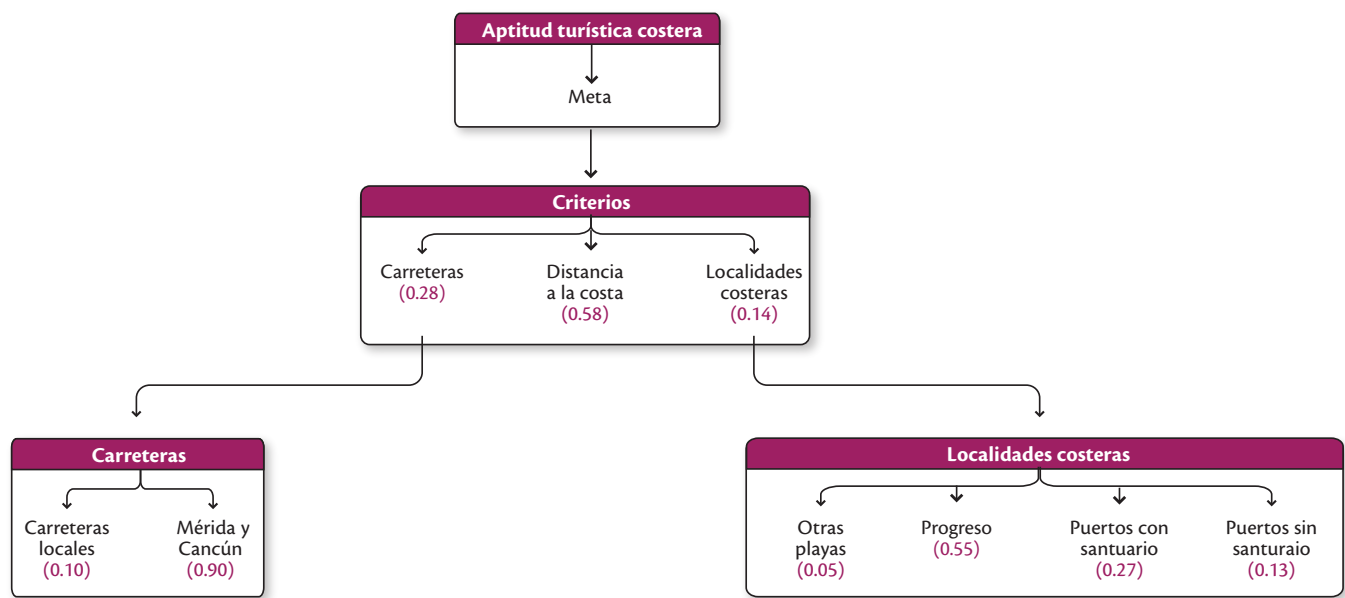 Aptitud turística costera
Meta
Criterios
Carreteras
(0.28)
Distancia
a la costa
(0.58)
Localidades
costeras
(0.14)
Carreteras
Carreteras
locales
(0.10)
Mérida y
Cancún
(0.90)
Localidades costeras
Otras
playas
(0.05)
Progreso
(0.55)
Puertos con
santuario
(0.27)
Puertos sin
santuraio
(0.13)